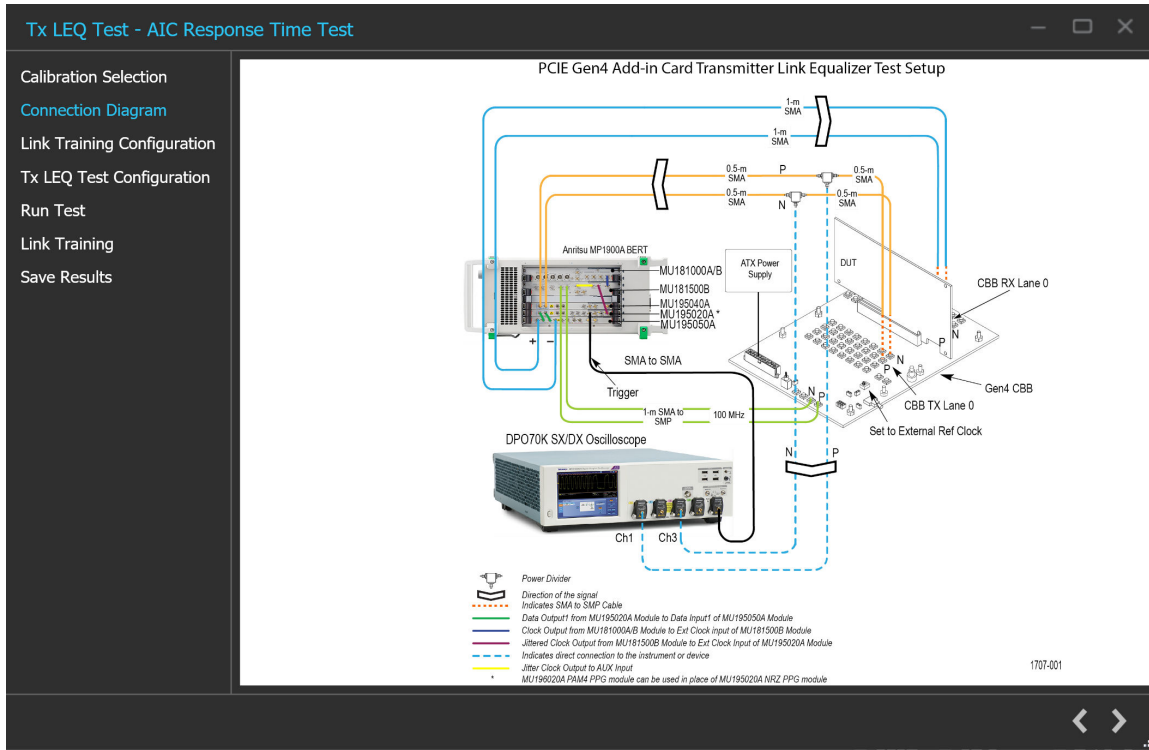 Tx LEQ Test - AIC Response Time Test
Calibration Selection
Connection Diagram
Link Training Configuration
Tx LEQ Test Configuration
Run Test
Link Training
Save Results
PCIE Gen4 Add-in Card Transmitter Link Equalizer Test Setup
1-m
SMA
1-m
SMA
0.5-m
SMA
P
0.5-m
SMA
0.5-m
SMA
N
0.5-m
SMA
Anritsu MP1900A BERT
MU181000A/B
MU181500B
MU195040A
MU195020A *
MU195050A
ATX Power
Supply
DUT
CBB RX Lane 0
N
P
+ –
SMA to SMA
Trigger
N
P
Gen4 CBB
CBB TX Lane 0
Set to External Ref Clock
N P
1-m SMA to
SMP
100 MHz
DPO70K SX/DX Oscilloscope
N P
Ch1 Ch3
Power Divider
Direction of the signal
Indicates SMA to SMP Cable
Data Output1 from MU195020A Module to Data Input1 of MU195050A Module
Clock Output from MU181000A/B Module to Ext Clock input of MU181500B Module
Jittered Clock Output from MU181500B Module to Ext Clock Input of MU195020A Module
Indicates direct connection to the instrument or device
Jitter Clock Output to AUX Input
* MU196020A PAM4 PPG module can be used in place of MU195020A NRZ PPG module
1707-001